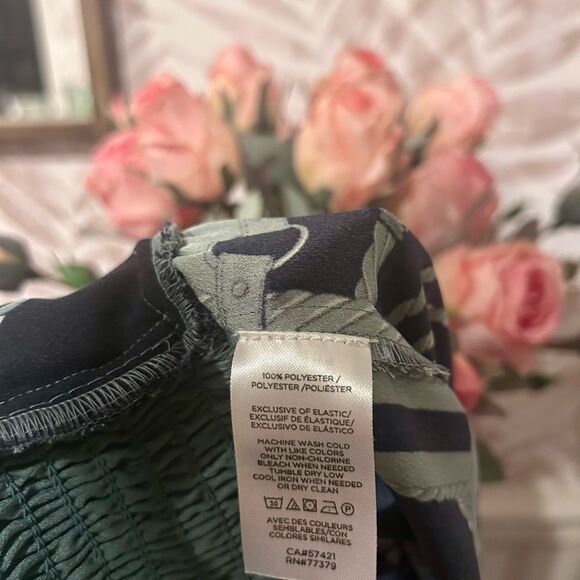 100% POLYESTER /
POLYESTER /POLIÉSTER
EXCLUSIVE OF ELASTIC/
EXCLUSIF DE ÉLASTIQUE/
EXCLUSIVO DE ELÁSTICO
MACHINE WASH COLD
WITH LIKE COLORS
ONLY NON-CHLORINE
BLEACH WHEN NEEDED
TUMBLE DRY LOW
COOL IRON WHEN NEEDED
OR DRY CLEAN
30 P
AVEC DES COULEURS
SEMBLABLES/CON
COLORES SIMILARES
CA#57421
RN#77379